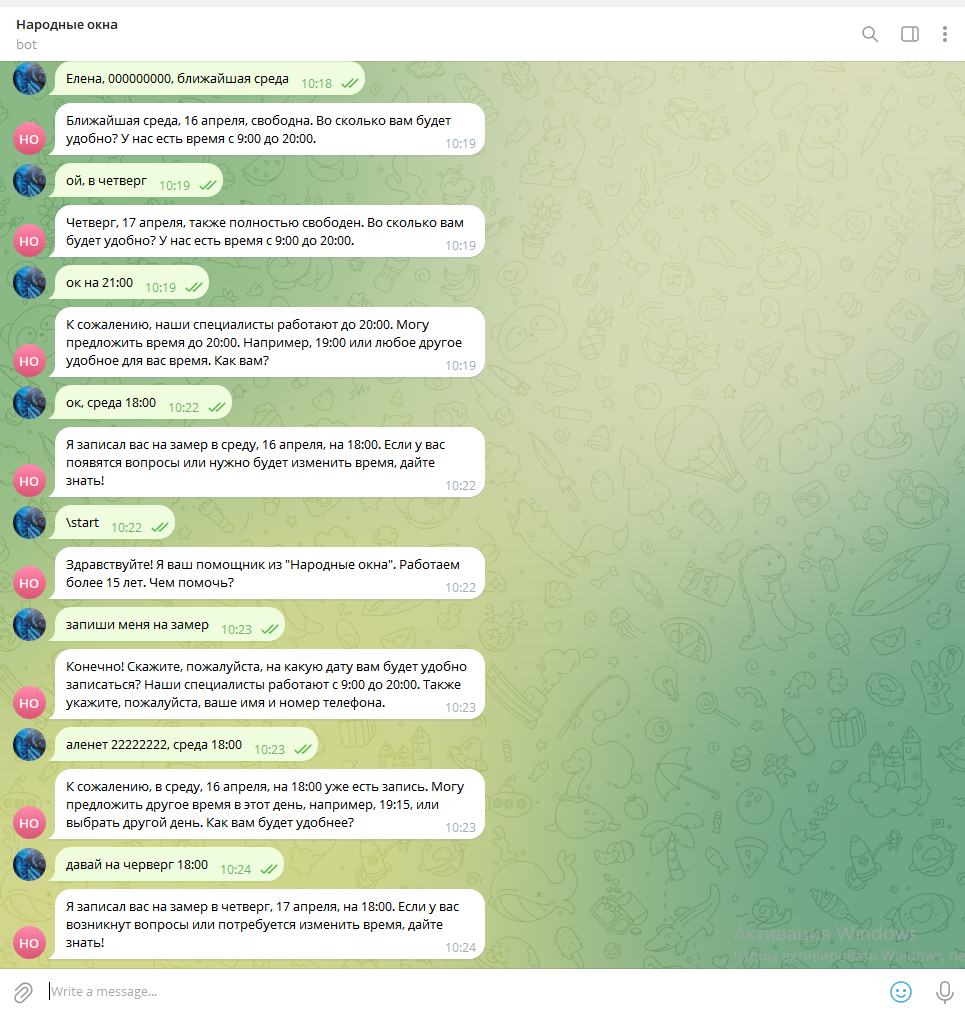 Народные окна
bot
Елена, 000000000, ближайшая среда 10:18
Ближайшая среда, 16 апреля, свободна. Во сколько вам будет
удобно? У нас есть время с 9:00 до 20:00.
10:19
ой, в четверг 10:19
Четверг, 17 апреля, также полностью свободен. Во сколько вам
будет удобно? У нас есть время с 9:00 до 20:00.
10:19
ок на 21:00 10:19
К сожалению, наши специалисты работают до 20:00. Могу
предложить время до 20:00. Например, 19:00 или любое другое
удобное для вас время. Как вам?
10:19
ок, среда 18:00 10:22
Я записал вас на замер в среду, 16 апреля, на 18:00. Если у вас
появятся вопросы или нужно будет изменить время, дайте
знать!
10:22
\start 10:22
Здравствуйте! Я ваш помощник из "Народные окна". Работаем
более 15 лет. Чем помочь?
10:22
запиши меня на замер 10:23
Конечно! Скажите, пожалуйста, на какую дату вам будет удобно
записаться? Наши специалисты работают с 9:00 до 20:00. Также
укажите, пожалуйста, ваше имя и номер телефона.
10:23
аленет 22222222, среда 18:00 10:23
К сожалению, в среду, 16 апреля, на 18:00 уже есть запись. Могу
предложить другое время в этот день, например, 19:15, или
выбрать другой день. Как вам будет удобнее?
10:23
давай на черверг 18:00 10:24
Я записал вас на замер в четверг, 17 апреля, на 18:00. Если у вас
возникнут вопросы или потребуется изменить время, дайте
знать!
10:24
НО
НО
НО
НО
НО
НО
НО
НО
Активация Windows
Чтобы активировать Windows, пе
Write a message...